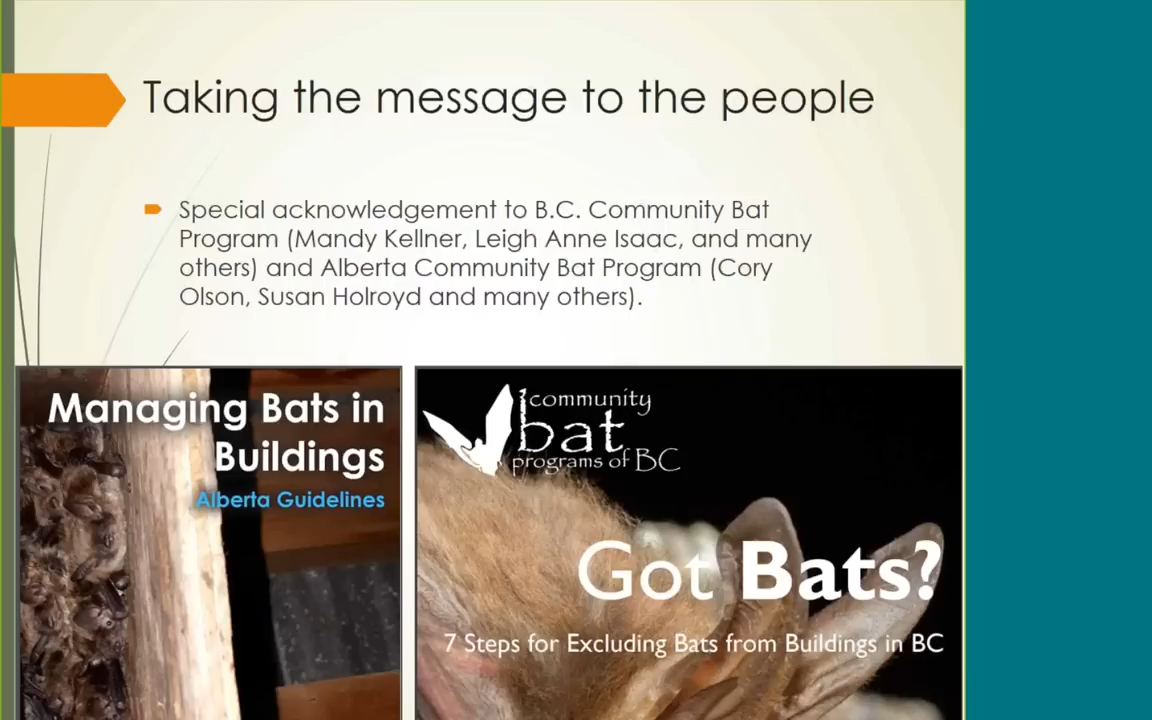 Taking the message to the people
Special acknowledgement to B.C. Community Bat
Program (Mandy Kellner, Leigh Anne Isaac, and many
others) and Alberta Community Bat Program (Cory
Olson, Susan Holroyd and many others).
Managing Bats in
Buildings
Alberta Guidelines
community
bat
programs of BC
Got Bats?
7 Steps for Excluding Bats from Buildings in BC